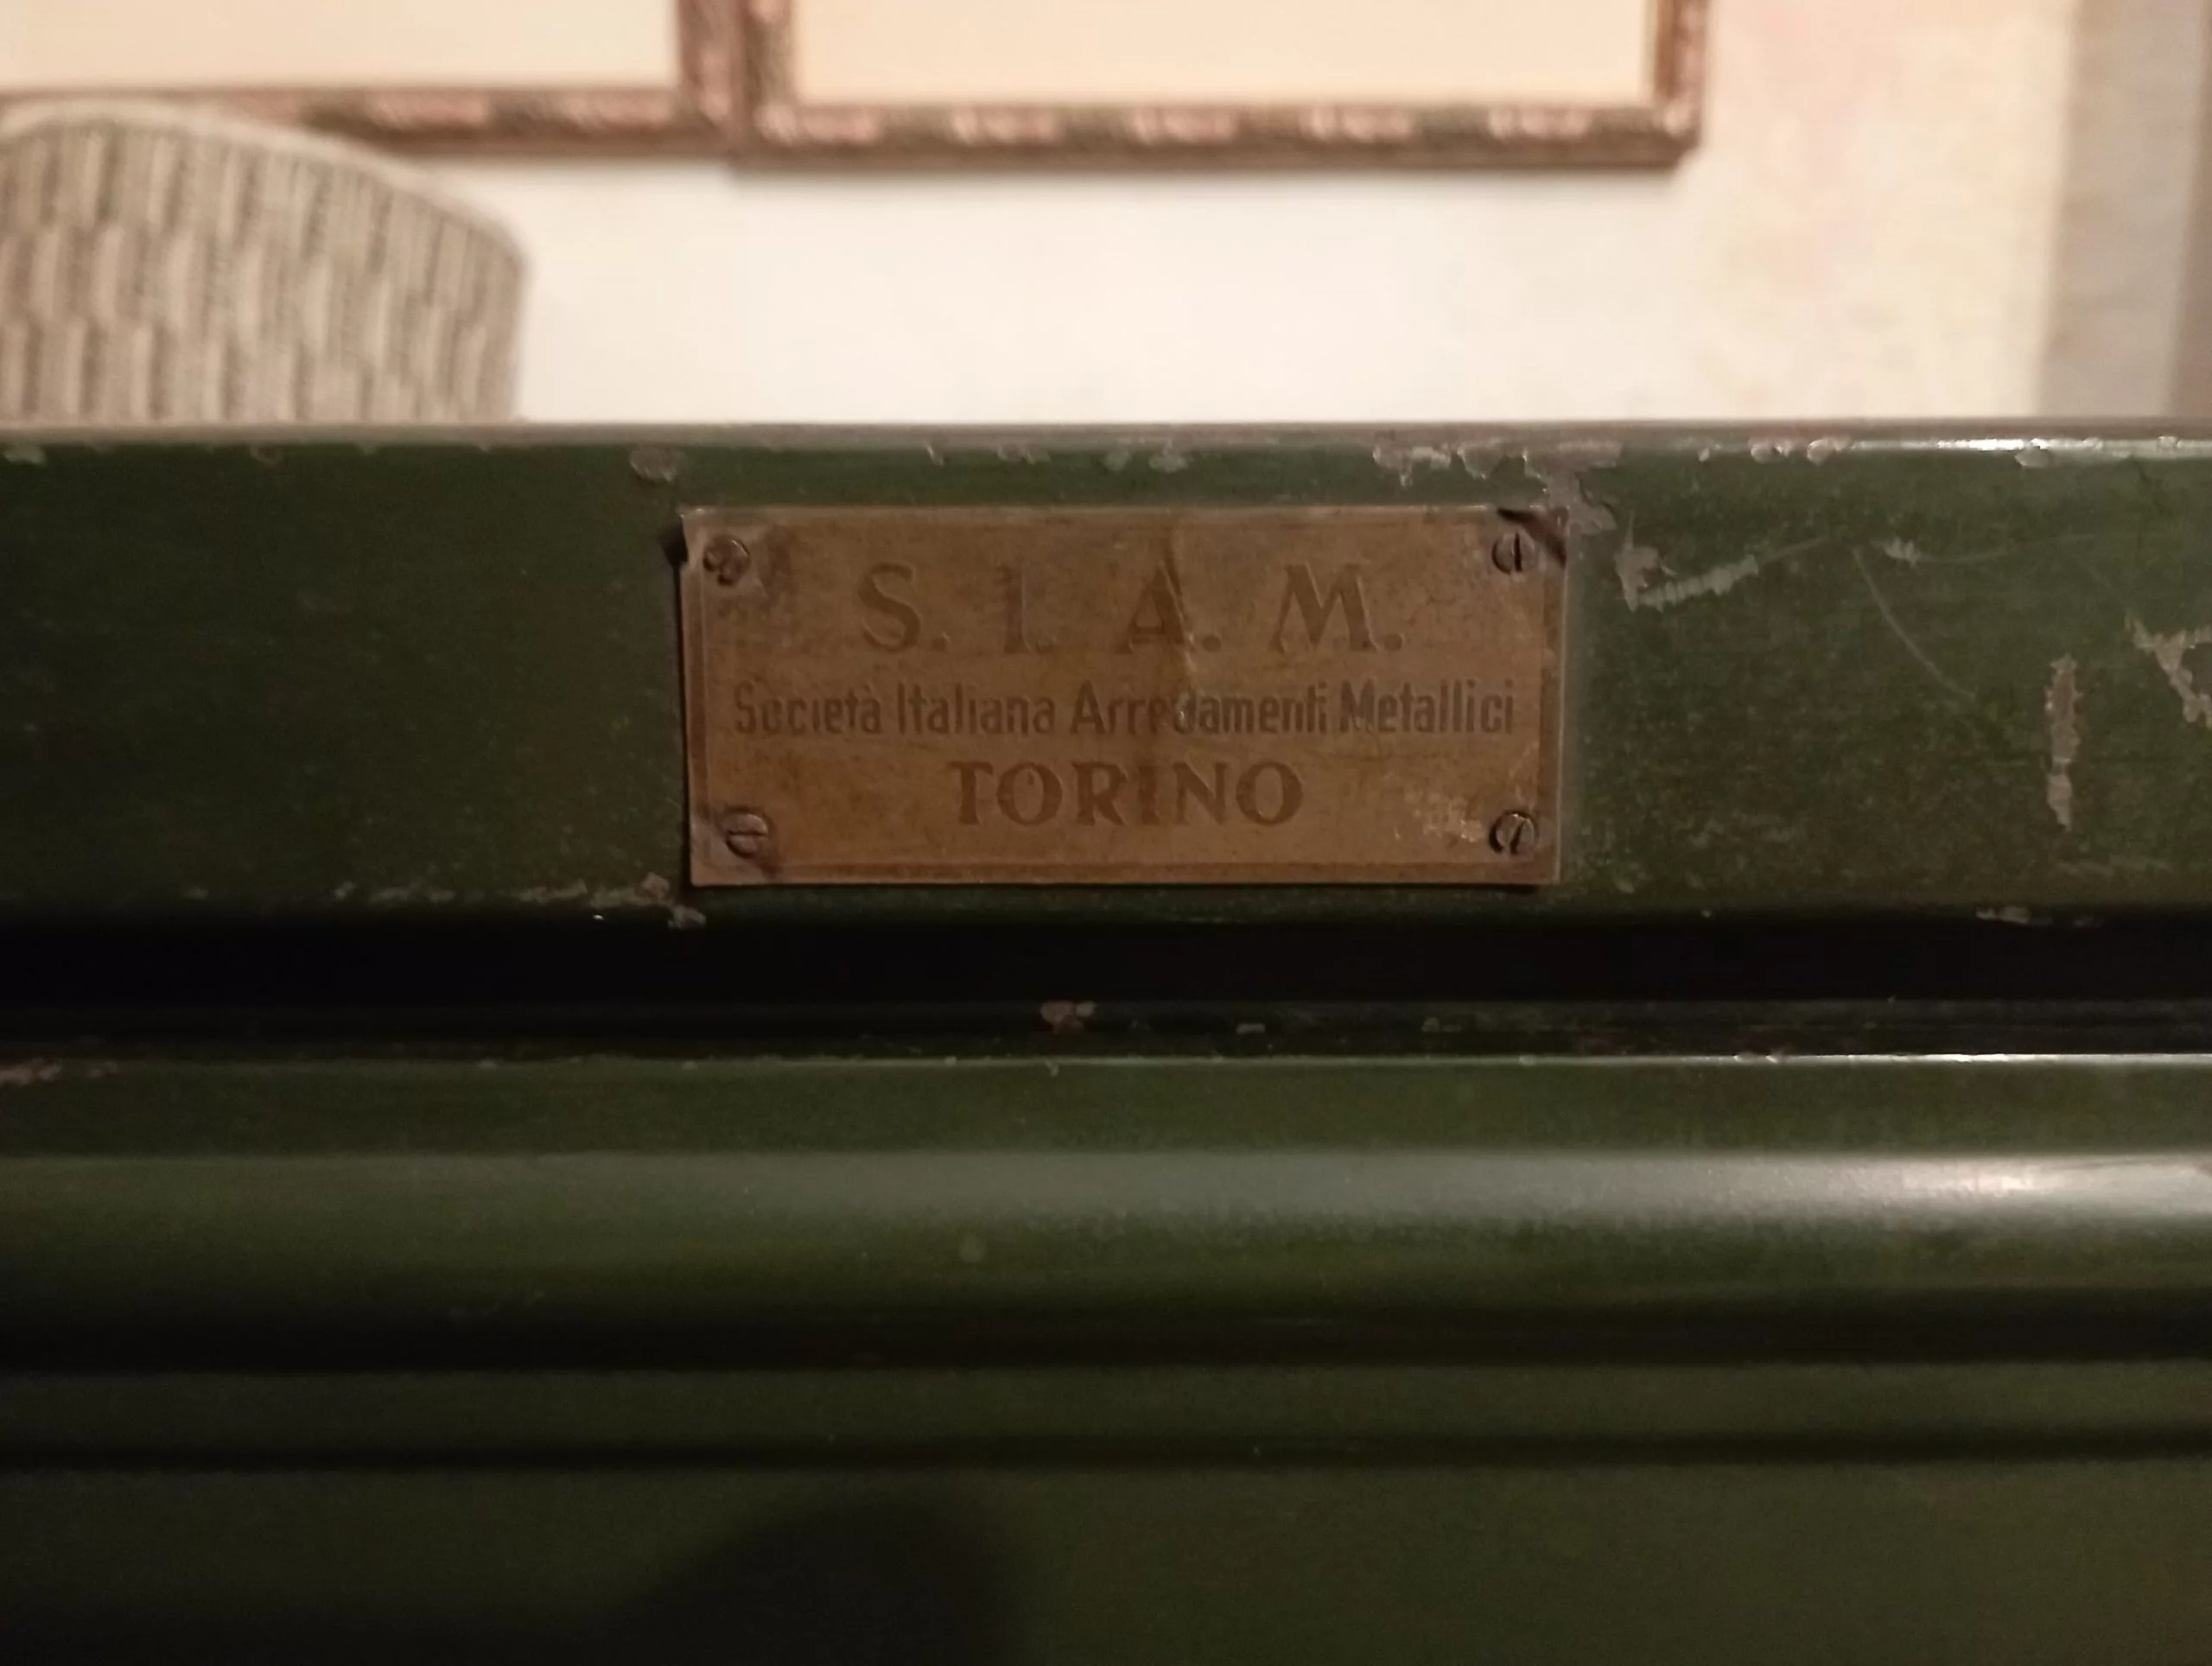 S. I. A. M.
Società Italiana Arredamenti Metallici
TORINO